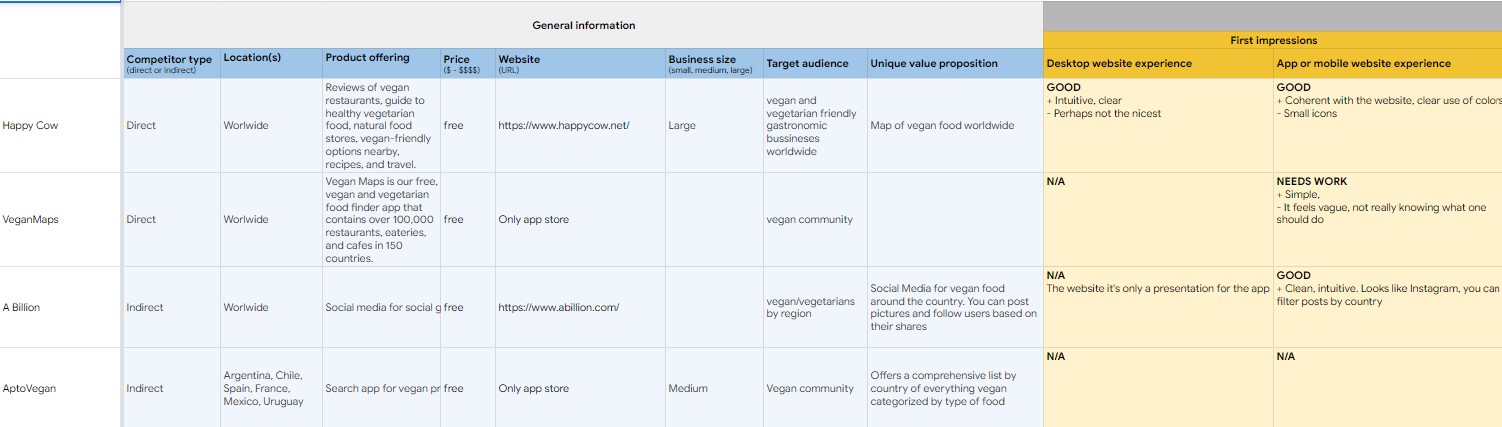 General information
First impressions
Competitor type
(direct or indirect)
Location(s)
Product offering
Price
($ - $$$$)
Website
(URL)
Business size
(small, medium, large)
Target audience
Unique value proposition
Desktop website experience
App or mobile website experience
Happy Cow
Direct
Worlwide
Reviews of vegan
restaurants, guide to
healthy vegetarian
food, natural food
stores, vegan-friendly
options nearby,
recipes, and travel.
free
https://www.happycow.net/
Large
vegan and
vegetarian friendly
gastronomic
bussineses
worldwide
Map of vegan food worldwide
GOOD
+ Intuitive, clear
- Perhaps not the nicest
GOOD
+ Coherent with the website, clear use of colors
- Small icons
VeganMaps
Direct
Worlwide
Vegan Maps is our free,
vegan and vegetarian
food finder app that
contains over 100,000
restaurants, eateries,
and cafes in 150
countries.
free
Only app store
vegan community
N/A
NEEDS WORK
+ Simple,
- It feels vague, not really knowing what one
should do
A Billion
Indirect
Worlwide
Social media for social g
free
https://www.abillion.com/
vegan/vegetarians
by region
Social Media for vegan food
around the country. You can post
pictures and follow users based on
their shares
N/A
The website it's only a presentation for the app
GOOD
+ Clean, intuitive. Looks like Instagram, you can
filter posts by country
AptoVegan
Indirect
Argentina, Chile,
Spain, France,
Mexico, Uruguay
Search app for vegan pr
free
Only app store
Medium
Vegan community
Offers a comprehensive list by
country of everything vegan
categorized by type of food
N/A
N/A